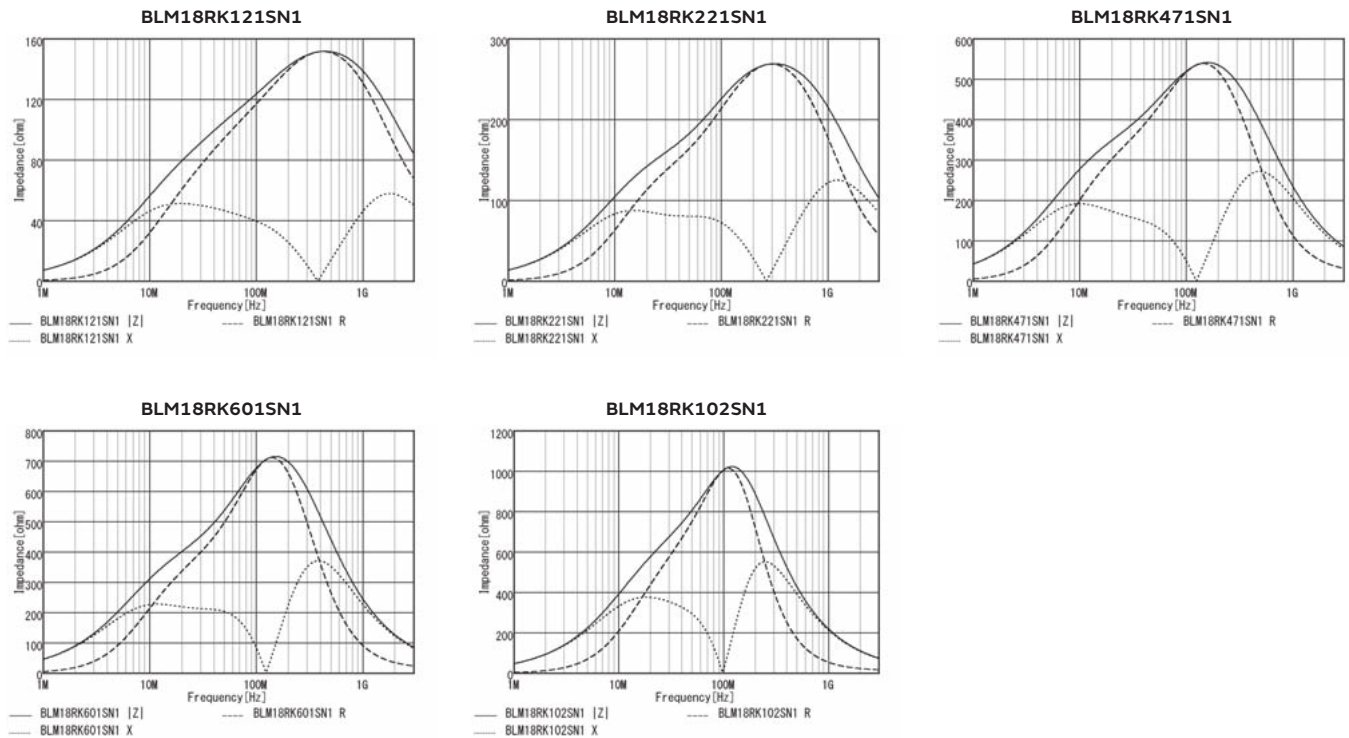 BLM18RK121SN1
160
120
80
40
0
Impedance[ohm]
1M 10M 100M 1G
Frequency[Hz]
BLM18RK121SN1 |Z| BLM18RK121SN1 R
BLM18RK121SN1 X
BLM18RK221SN1
300
200
100
0
Impedance[ohm]
1M 10M 100M 1G
Frequency[Hz]
BLM18RK221SN1 |Z| BLM18RK221SN1 R
BLM18RK221SN1 X
BLM18RK471SN1
600
500
400
300
200
100
0
Impedance[ohm]
1M 10M 100M 1G
Frequency[Hz]
BLM18RK471SN1 |Z| BLM18RK471SN1 R
BLM18RK471SN1 X
BLM18RK601SN1
800
700
600
500
400
300
200
100
0
Impedance[ohm]
1M 10M 100M 1G
Frequency[Hz]
BLM18RK601SN1 |Z| BLM18RK601SN1 R
BLM18RK601SN1 X
BLM18RK102SN1
1200
1000
800
600
400
200
0
Impedance[ohm]
1M 10M 100M 1G
Frequency[Hz]
BLM18RK102SN1 |Z| BLM18RK102SN1 R
BLM18RK102SN1 X